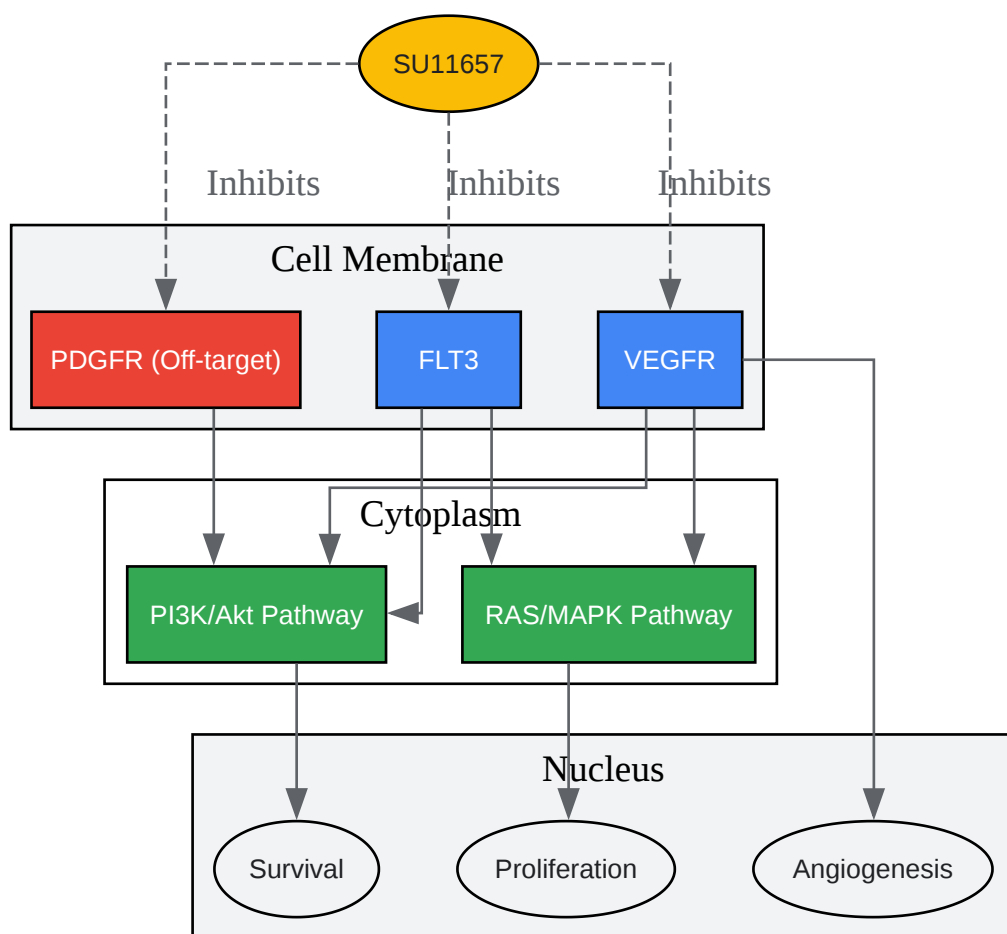 SU11657
Inhibits
Inhibits
Inhibits
Cell Membrane
PDGFR (Off-target)
FLT3
VEGFR
Cytoplasm
PI3K/Akt Pathway
RAS/MAPK Pathway
Nucleus
Survival
Proliferation
Angiogenesis